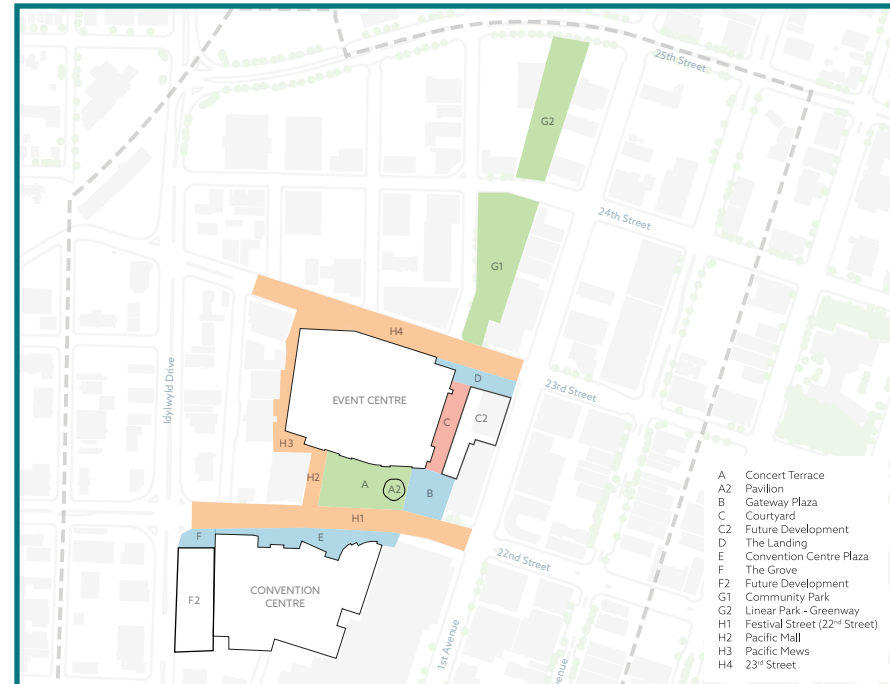 25th Street
G2
24th Street
G1
H4
Idylwyld Drive
D
23rd Street
EVENT CENTRE
C
C2
H3
H2
A
A2
B
H1
F
E
22nd Street
CONVENTION
CENTRE
F2
1st Avenue
venue
A Concert Terrace
A2 Pavilion
B Gateway Plaza
C Courtyard
C2 Future Development
D The Landing
E Convention Centre Plaza
F The Grove
F2 Future Development
G1 Community Park
G2 Linear Park - Greenway
H1 Festival Street (22nd Street)
H2 Pacific Mall
H3 Pacific Mews
H4 23rd Street